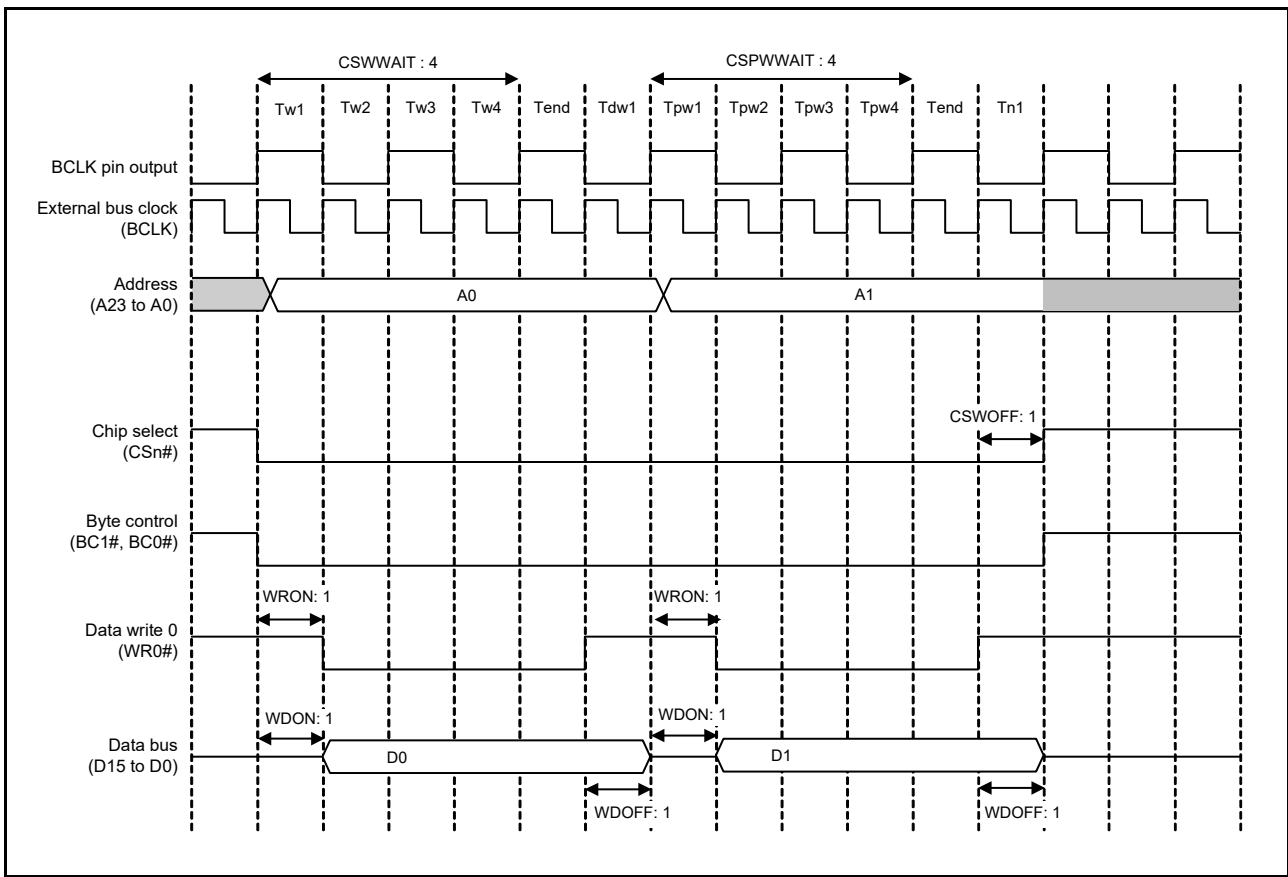 CSWWAIT : 4
CSPWWAIT : 4
Tw1 Tw2 Tw3 Tw4 Tend Tdw1 Tpw1 Tpw2 Tpw3 Tpw4 Tend Tn1
BCLK pin output
External bus clock
(BCLK)
Address
(A23 to A0)
A0
A1
CSWOFF: 1
Chip select
(CSn#)
Byte control
(BC1#, BC0#)
WRON: 1
WRON: 1
Data write 0
(WR0#)
WDON: 1
WDON: 1
Data bus
(D15 to D0)
D0
D1
WDOFF: 1
WDOFF: 1